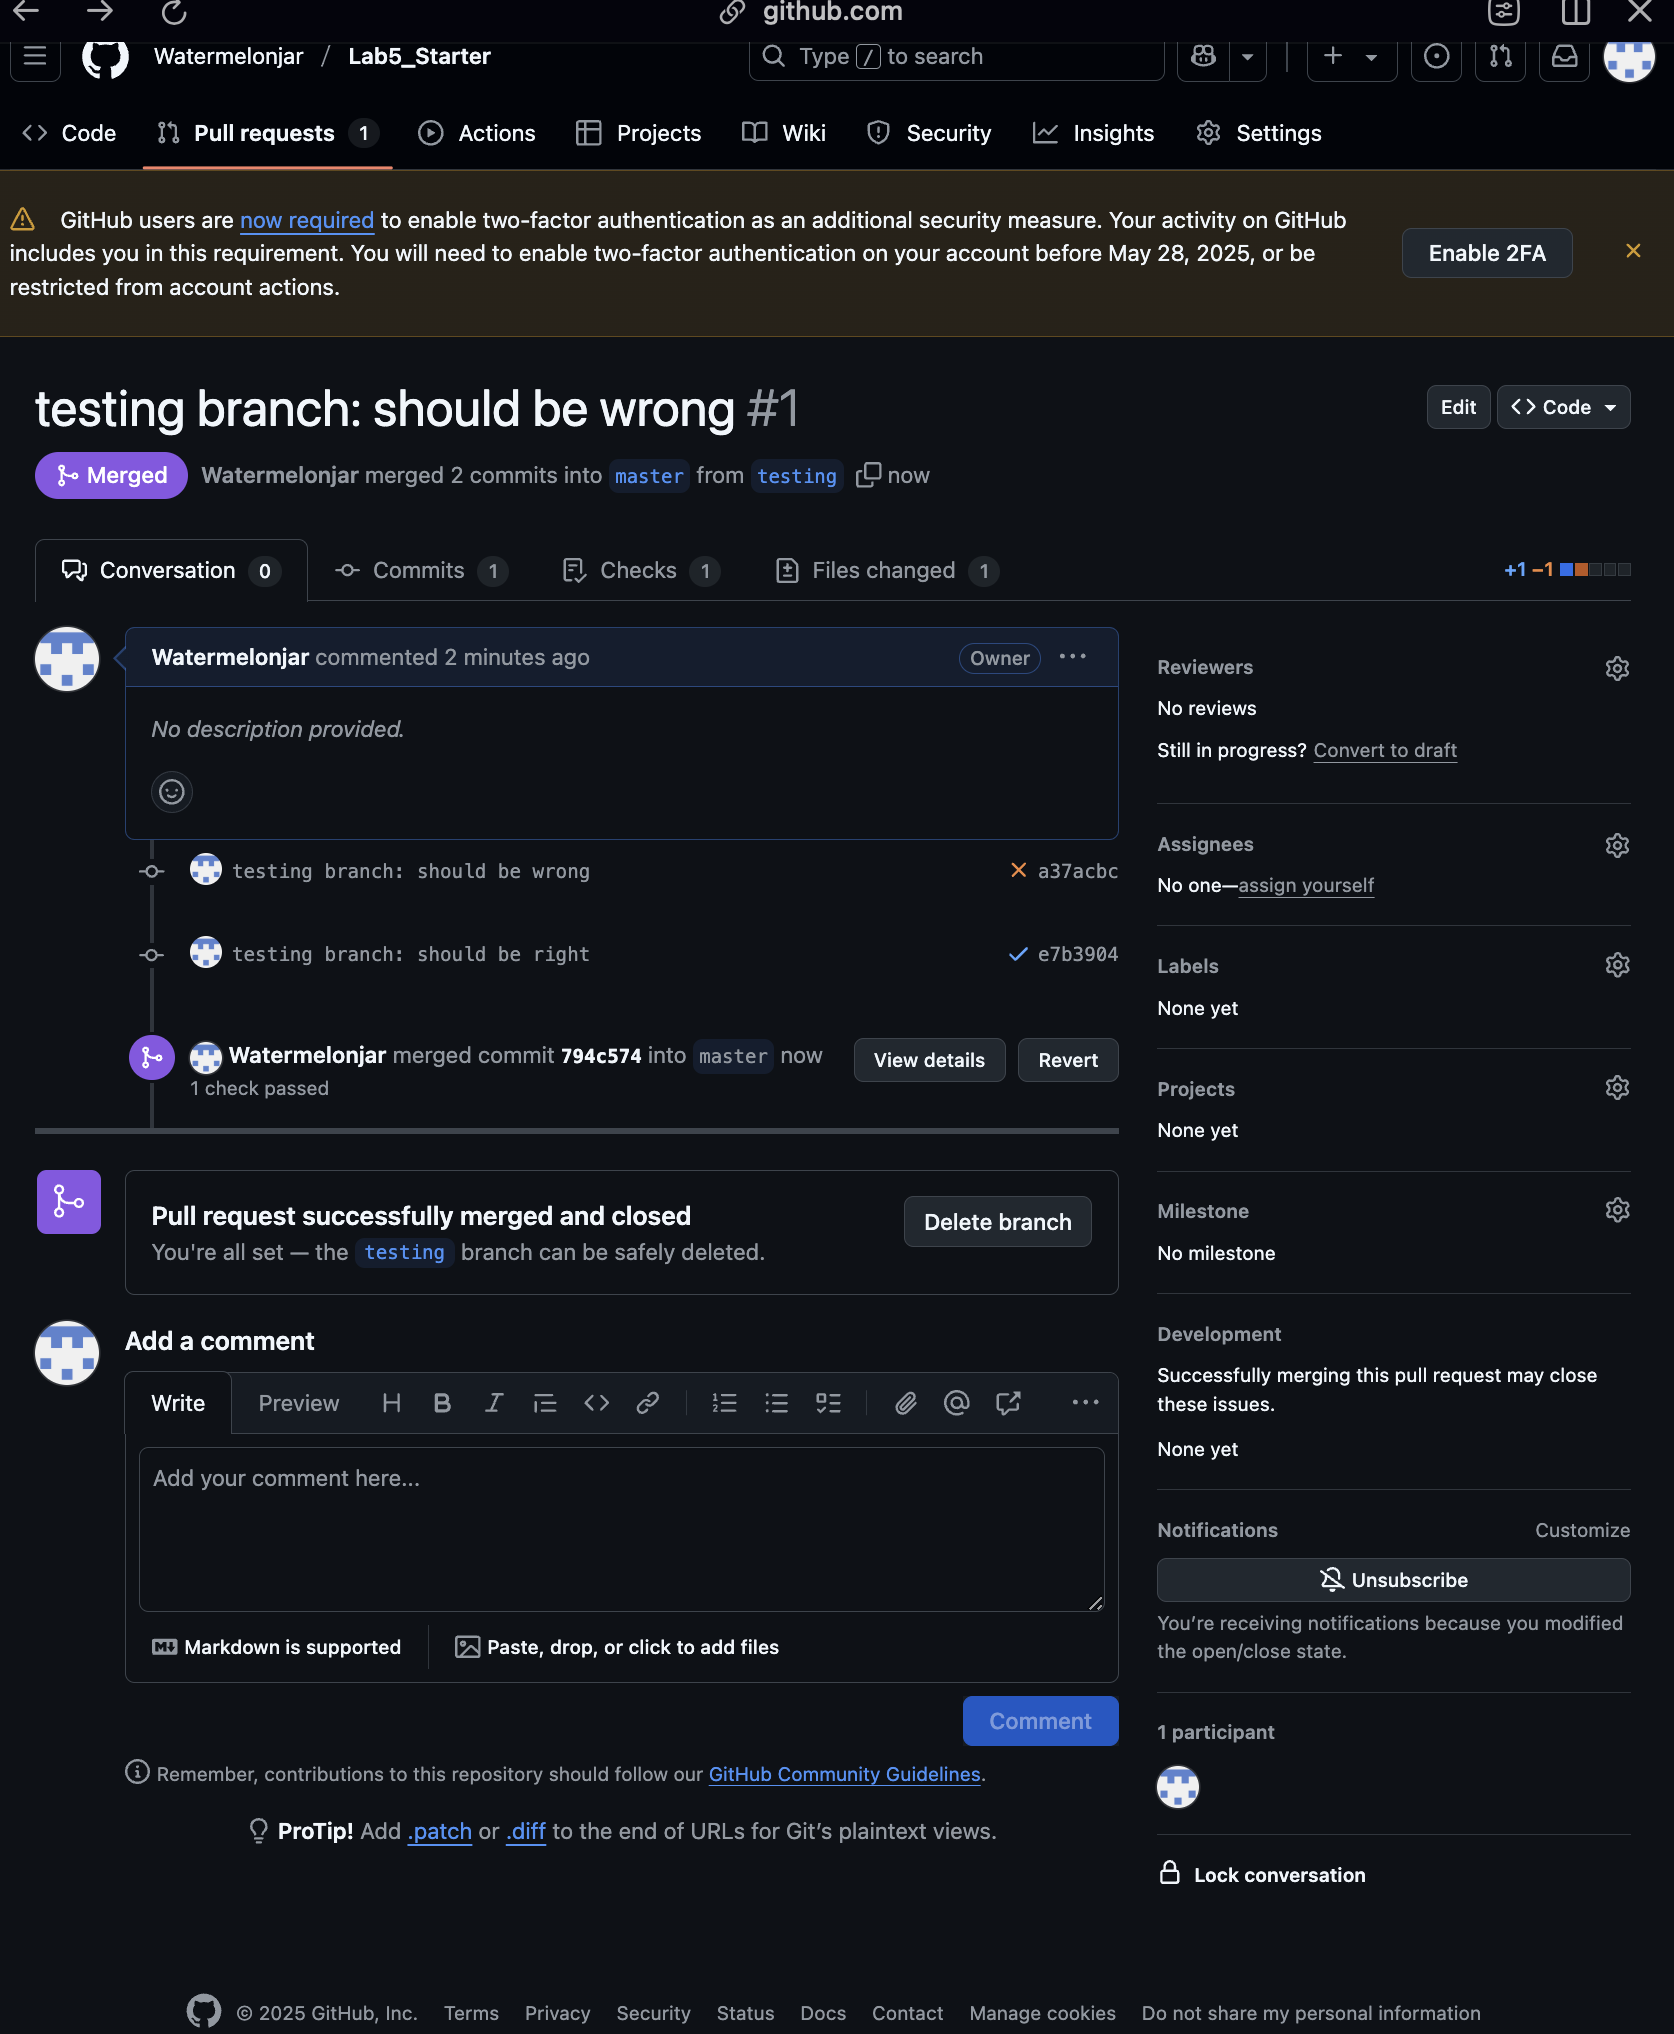 github.com
Watermelonjar / Lab5_Starter
Type / to search
Code
Pull requests 1
Actions
Projects
Wiki
Security
Insights
Settings
GitHub users are now required to enable two-factor authentication as an additional security measure. Your activity on GitHub
includes you in this requirement. You will need to enable two-factor authentication on your account before May 28, 2025, or be
restricted from account actions.
Enable 2FA
testing branch: should be wrong #1
Edit
Code
Merged
Watermelonjar merged 2 commits into master from testing now
Conversation 0
Commits 1
Checks 1
Files changed 1
+1 −1
Watermelonjar commented 2 minutes ago
Owner
No description provided.
testing branch: should be wrong
a37acbc
testing branch: should be right
e7b3904
Watermelonjar merged commit 794c574 into master now
1 check passed
View details
Revert
Pull request successfully merged and closed
You're all set — the testing branch can be safely deleted.
Delete branch
Add a comment
Write
Preview
Add your comment here...
Markdown is supported
Paste, drop, or click to add files
Comment
Remember, contributions to this repository should follow our GitHub Community Guidelines.
ProTip! Add .patch or .diff to the end of URLs for Git’s plaintext views.
Reviewers
No reviews
Still in progress? Convert to draft
Assignees
No one—assign yourself
Labels
None yet
Projects
None yet
Milestone
No milestone
Development
Successfully merging this pull request may close
these issues.
None yet
Notifications
Customize
Unsubscribe
You’re receiving notifications because you modified
the open/close state.
1 participant
Lock conversation
© 2025 GitHub, Inc.
Terms
Privacy
Security
Status
Docs
Contact
Manage cookies
Do not share my personal information